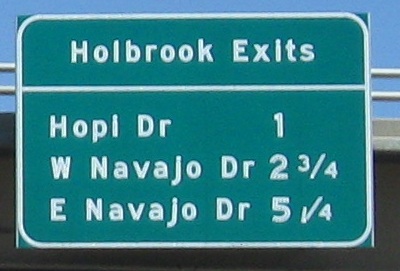 Holbrook Exits
Hopi Dr 1
W Navajo Dr 2 3/4
E Navajo Dr 5 1/4